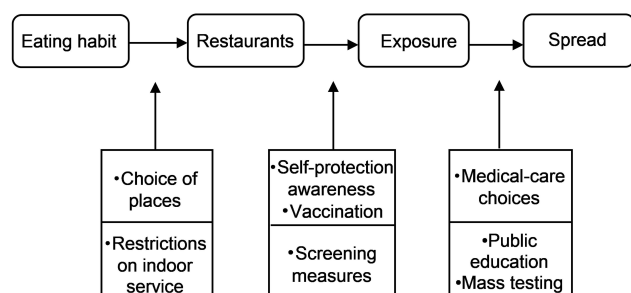 Eating habit
Restaurants
Exposure
Spread
•Choice of
places
•Restrictions
on indoor
service
•Self-protection
awareness
•Vaccination
•Screening
measures
•Medical-care
choices
•Public
education
•Mass testing